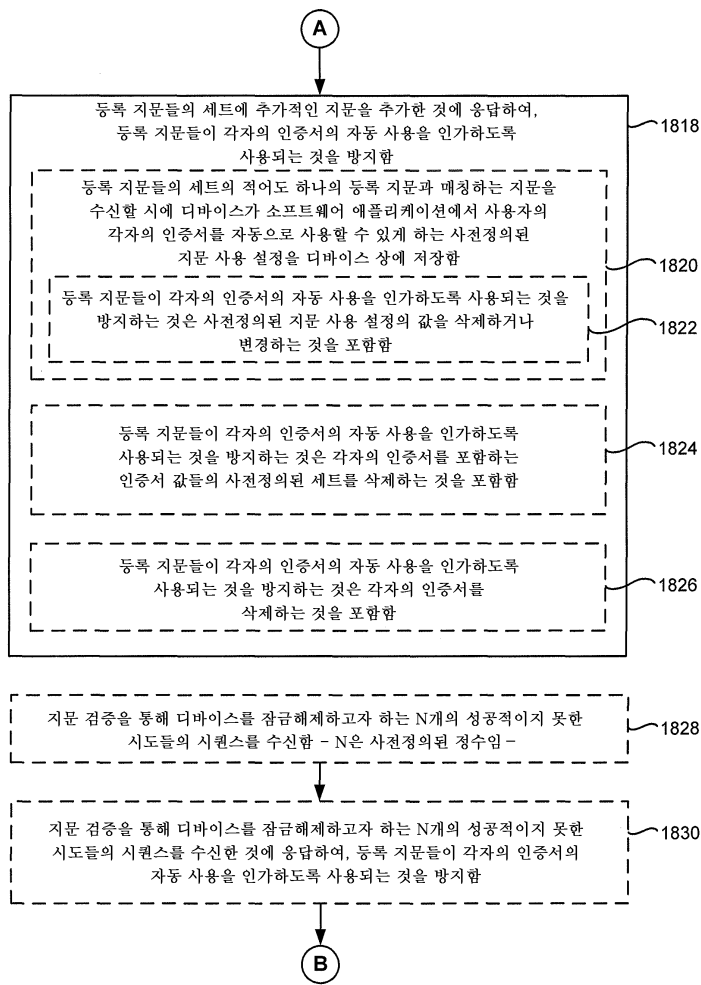 A
등록 지문들의 세트에 추가적인 지문을 추가한 것에 응답하여,
등록 지문들이 각자의 인증서의 자동 사용을 인가하도록
사용되는 것을 방지함
1818
등록 지문들의 세트의 적어도 하나의 등록 지문과 매칭하는 지문을
수신할 시에 디바이스가 소프트웨어 애플리케이션에서 사용자의
각자의 인증서를 자동으로 사용할 수 있게 하는 사전정의된
지문 사용 설정을 디바이스 상에 저장함
1820
등록 지문들이 각자의 인증서의 자동 사용을 인가하도록 사용되는 것을
방지하는 것은 사전정의된 지문 사용 설정의 값을 삭제하거나
변경하는 것을 포함함
1822
등록 지문들이 각자의 인증서의 자동 사용을 인가하도록
사용되는 것을 방지하는 것은 각자의 인증서를 포함하는
인증서 값들의 사전정의된 세트를 삭제하는 것을 포함함
1824
등록 지문들이 각자의 인증서의 자동 사용을 인가하도록
사용되는 것을 방지하는 것은 각자의 인증서를
삭제하는 것을 포함함
1826
지문 검증을 통해 디바이스를 잠금해제하고자 하는 N개의 성공적이지 못한
시도들의 시퀀스를 수신함 – N은 사전정의된 정수임 –
1828
지문 검증을 통해 디바이스를 잠금해제하고자 하는 N개의 성공적이지 못한
시도들의 시퀀스를 수신한 것에 응답하여, 등록 지문들이 각자의 인증서의
자동 사용을 인가하도록 사용되는 것을 방지함
1830
B